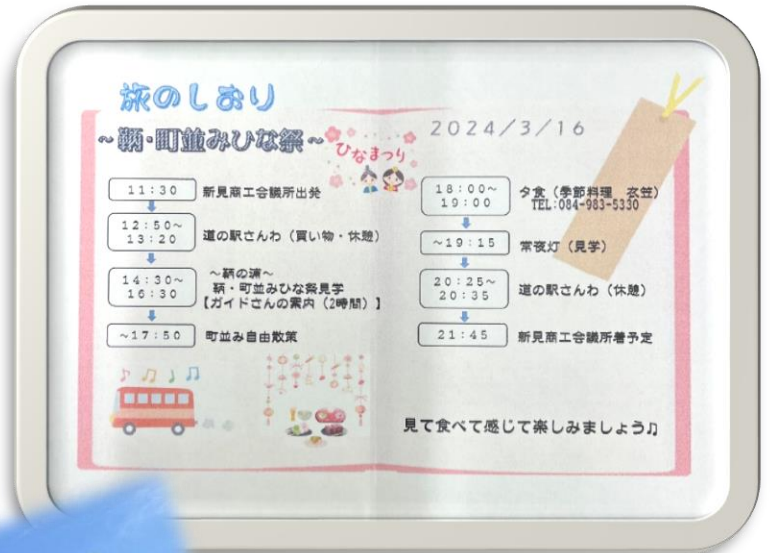 旅のしおり
~鞆・町並みひな祭~
ひなまつり
2024/3/16
11:30 新見商工会議所出発
12:50~
13:20 道の駅さんわ(買い物・休憩)
14:30~
16:30
~鞆の浦~
鞆・町並みひな祭見学
【ガイドさんの案内(2時間)】
~17:50 町並み自由散策
18:00~
19:00
夕食(季節料理 衣笠)
TEL:084-983-5330
~19:15 常夜灯(見学)
20:25~
20:35 道の駅さんわ(休憩)
21:45 新見商工会議所着予定
見て食べて感じて楽しみましょう♫